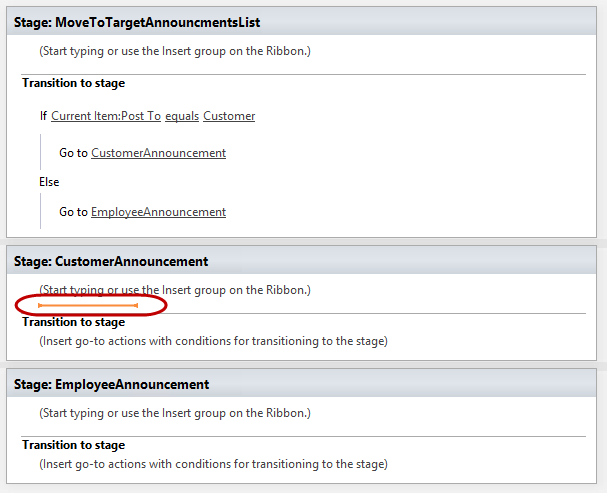 Stage: MoveToTargetAnnouncmentsList
(Start typing or use the Insert group on the Ribbon.)
Transition to stage
If Current Item:Post To equals Customer
Go to CustomerAnnouncement
Else
Go to EmployeeAnnouncement
Stage: CustomerAnnouncement
(Start typing or use the Insert group on the Ribbon.)
Transition to stage
(Insert go-to actions with conditions for transitioning to the stage)
Stage: EmployeeAnnouncement
(Start typing or use the Insert group on the Ribbon.)
Transition to stage
(Insert go-to actions with conditions for transitioning to the stage)